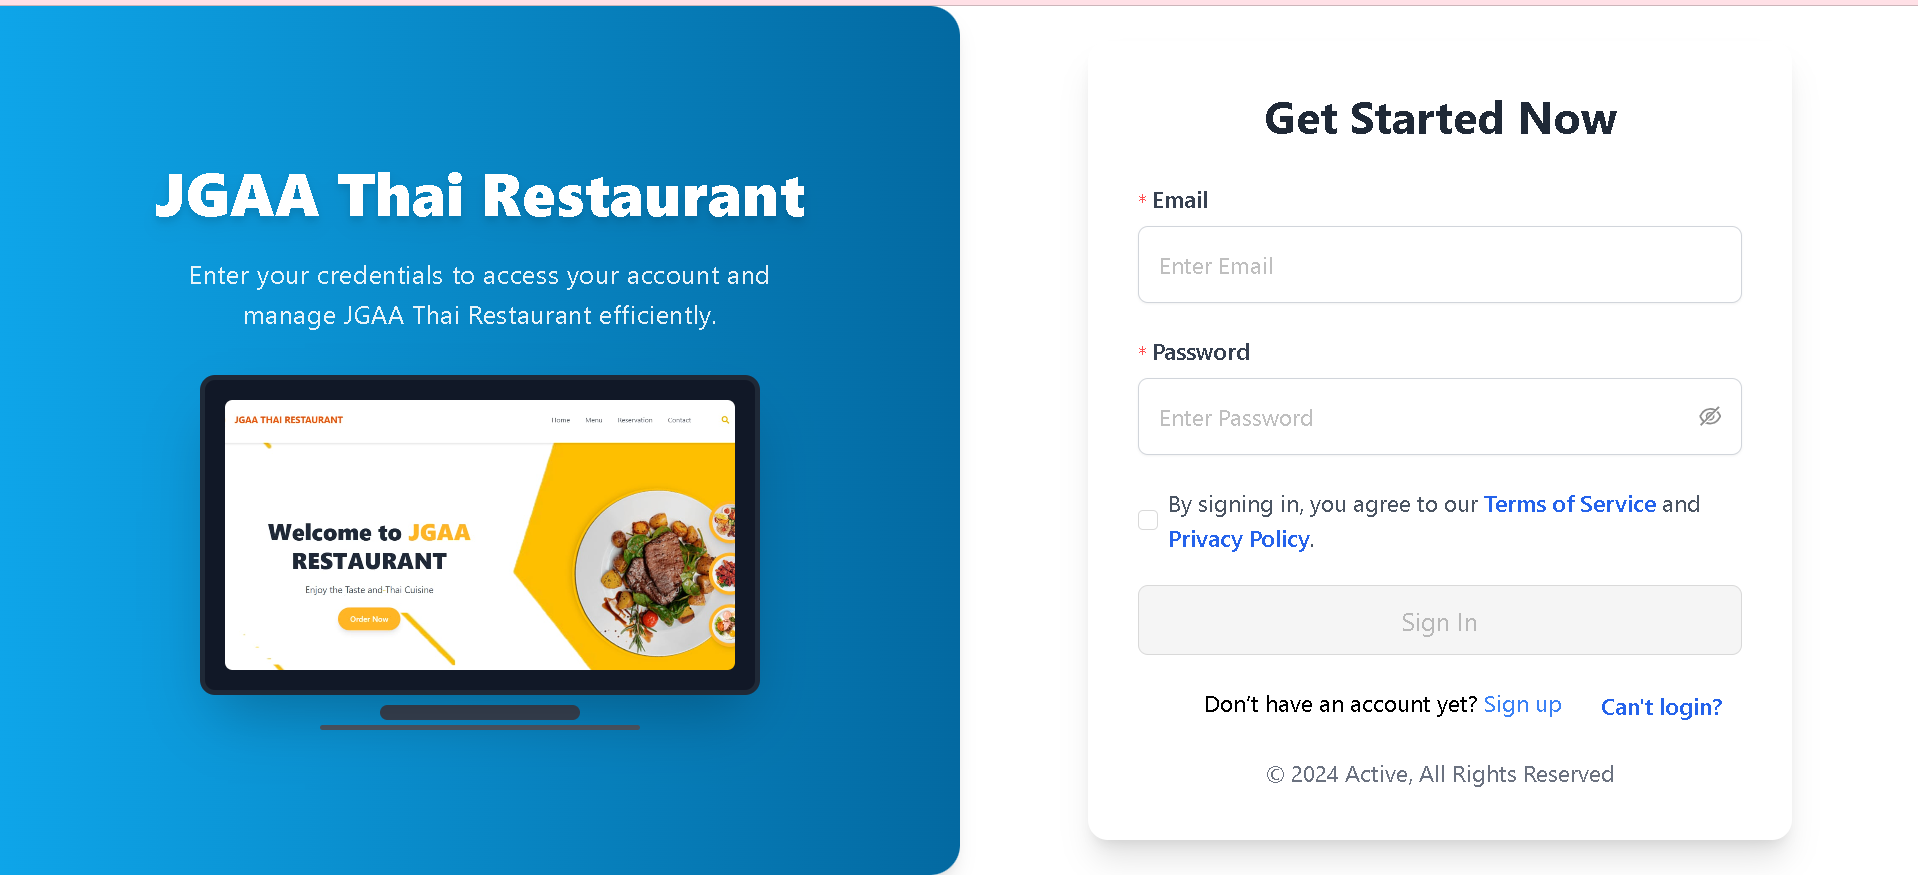 JGAA Thai Restaurant
Enter your credentials to access your account and
manage JGAA Thai Restaurant efficiently.
JGAA THAI RESTAURANT
Home Menu Reservation Contact
Welcome to JGAA
RESTAURANT
Enjoy the Taste and Thai Cuisine
Order Now
Get Started Now
* Email
Enter Email
* Password
Enter Password
By signing in, you agree to our Terms of Service and
Privacy Policy.
Sign In
Don’t have an account yet? Sign up Can't login?
© 2024 Active, All Rights Reserved